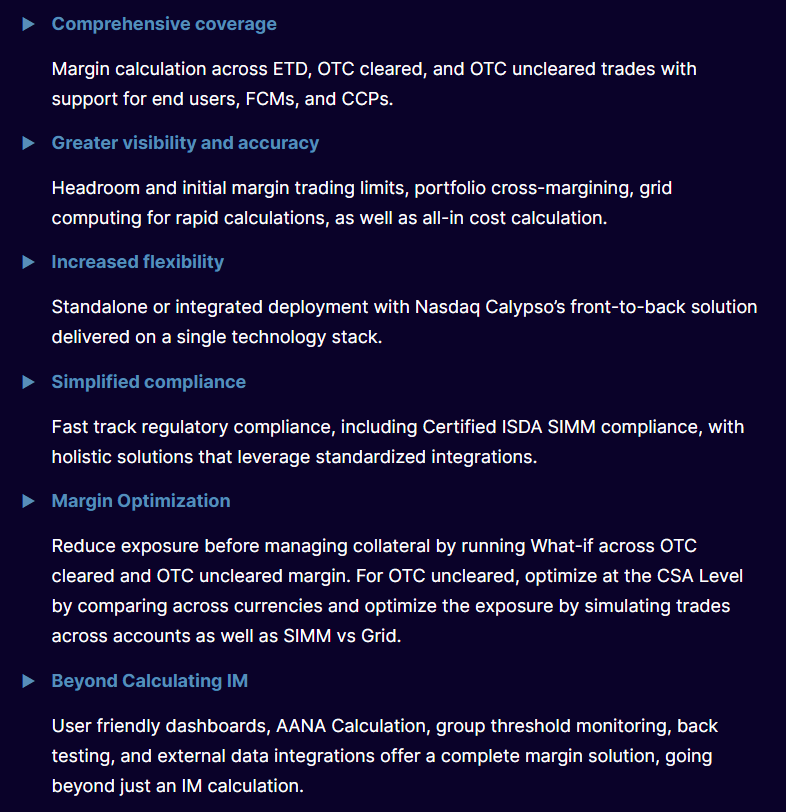 Comprehensive coverage
Margin calculation across ETD, OTC cleared, and OTC uncleared trades with
support for end users, FCMs, and CCPs.
Greater visibility and accuracy
Headroom and initial margin trading limits, portfolio cross-margining, grid
computing for rapid calculations, as well as all-in cost calculation.
Increased flexibility
Standalone or integrated deployment with Nasdaq Calypso’s front-to-back solution
delivered on a single technology stack.
Simplified compliance
Fast track regulatory compliance, including Certified ISDA SIMM compliance, with
holistic solutions that leverage standardized integrations.
Margin Optimization
Reduce exposure before managing collateral by running What-if across OTC
cleared and OTC uncleared margin. For OTC uncleared, optimize at the CSA Level
by comparing across currencies and optimize the exposure by simulating trades
across accounts as well as SIMM vs Grid.
Beyond Calculating IM
User friendly dashboards, AANA Calculation, group threshold monitoring, back
testing, and external data integrations offer a complete margin solution, going
beyond just an IM calculation.